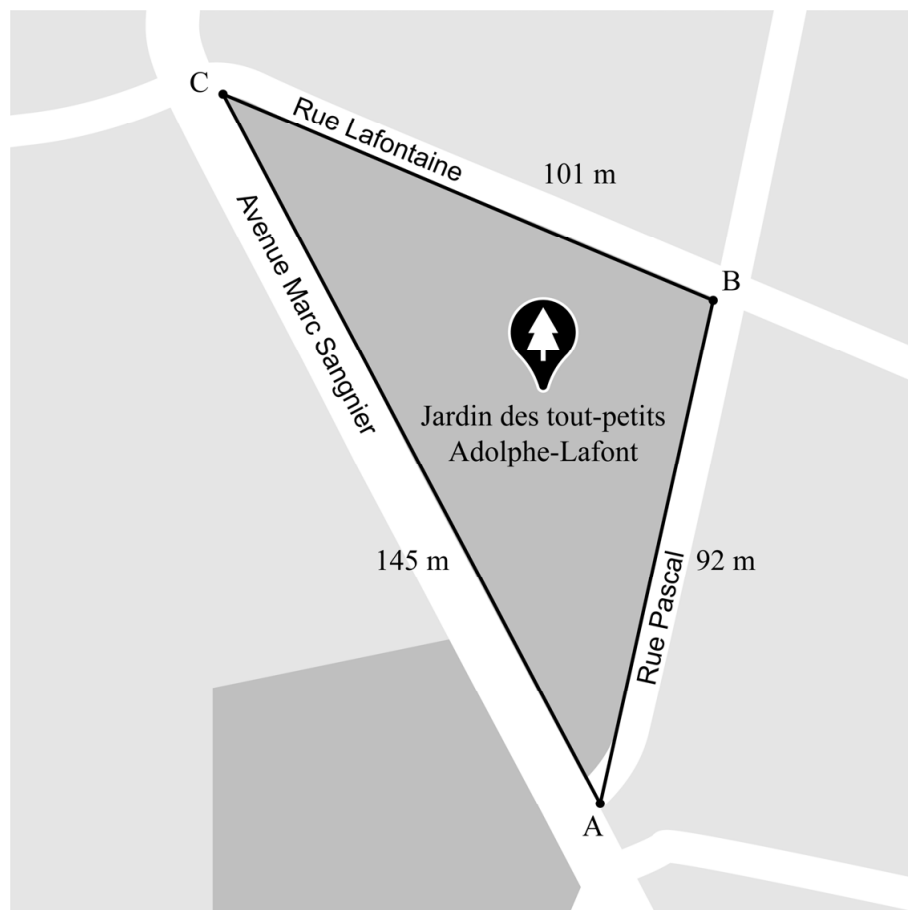 C
Rue Lafontaine
101 m
B
Avenue Marc Sangnier
Jardin des tout-petits
Adolphe-Lafont
145 m
92 m
Rue Pascal
A